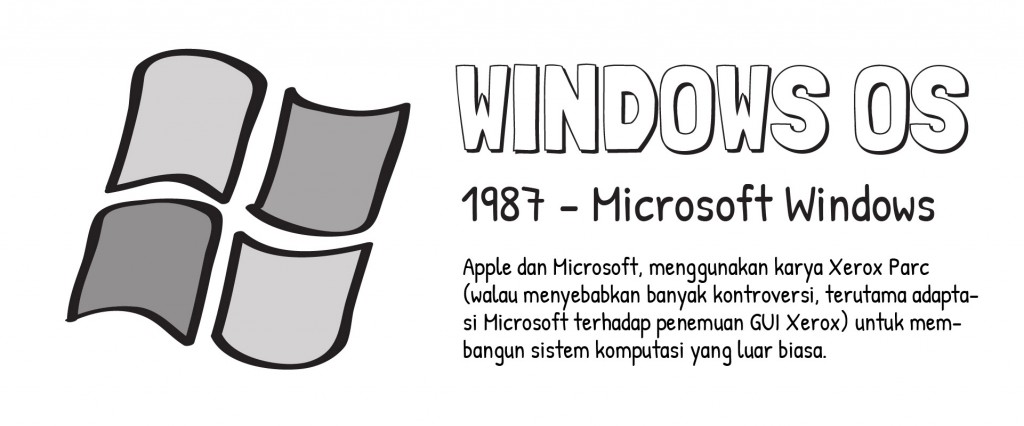 WINDOWS OS
1987 - Microsoft Windows
Apple dan Microsoft, menggunakan karya Xerox Parc
(walau menyebabkan banyak kontroversi, terutama adapta-
si Microsoft terhadap penemuan GUI Xerox) untuk mem-
bangun sistem komputasi yang luar biasa.